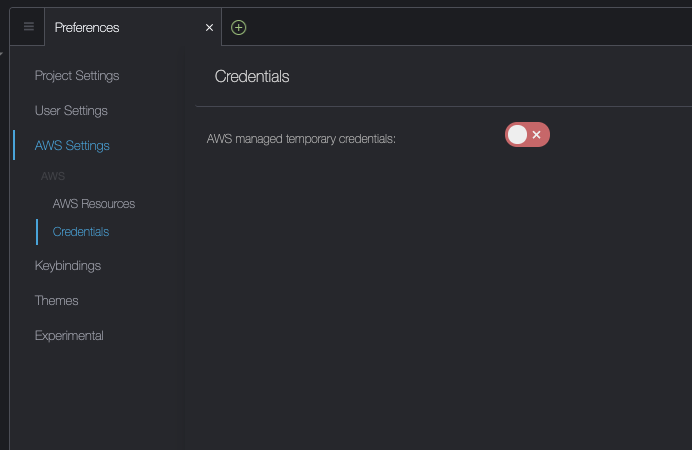 Preferences
Project Settings
User Settings
AWS Settings
AWS
AWS Resources
Credentials
Keybindings
Themes
Experimental
Credentials
AWS managed temporary credentials: